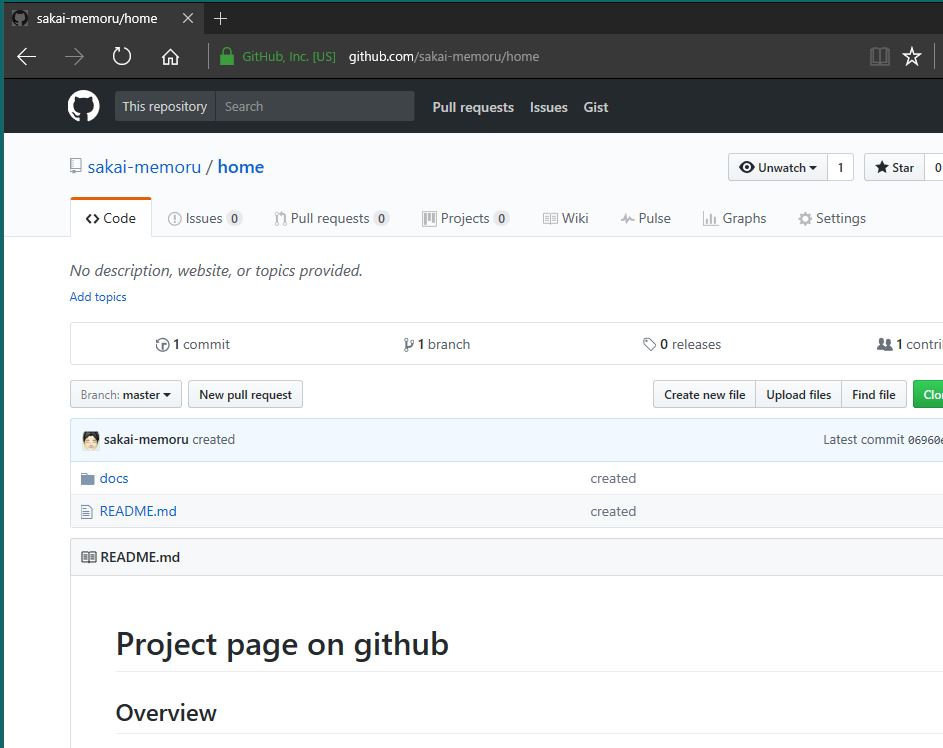 sakai-memoru/home
GitHub, Inc. [US] github.com/sakai-memoru/home
This repository Search Pull requests Issues Gist
sakai-memoru / home Unwatch 1 Star 0
Code Issues 0 Pull requests 0 Projects 0 Wiki Pulse Graphs Settings
No description, website, or topics provided.
Add topics
1 commit 1 branch 0 releases 1 contri
Branch: master New pull request Create new file Upload files Find file Clo
sakai-memoru created Latest commit 06960e
docs created
README.md created
README.md
Project page on github
Overview